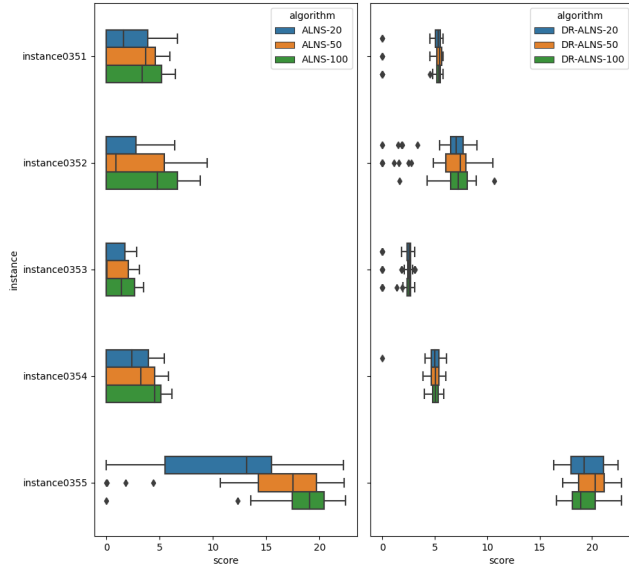 algorithm
ALNS-20
ALNS-50
ALNS-100
algorithm
DR-ALNS-20
DR-ALNS-50
DR-ALNS-100
instance
instance0351
instance0352
instance0353
instance0354
instance0355
0 5 10 15 20
score
0 5 10 15 20
score